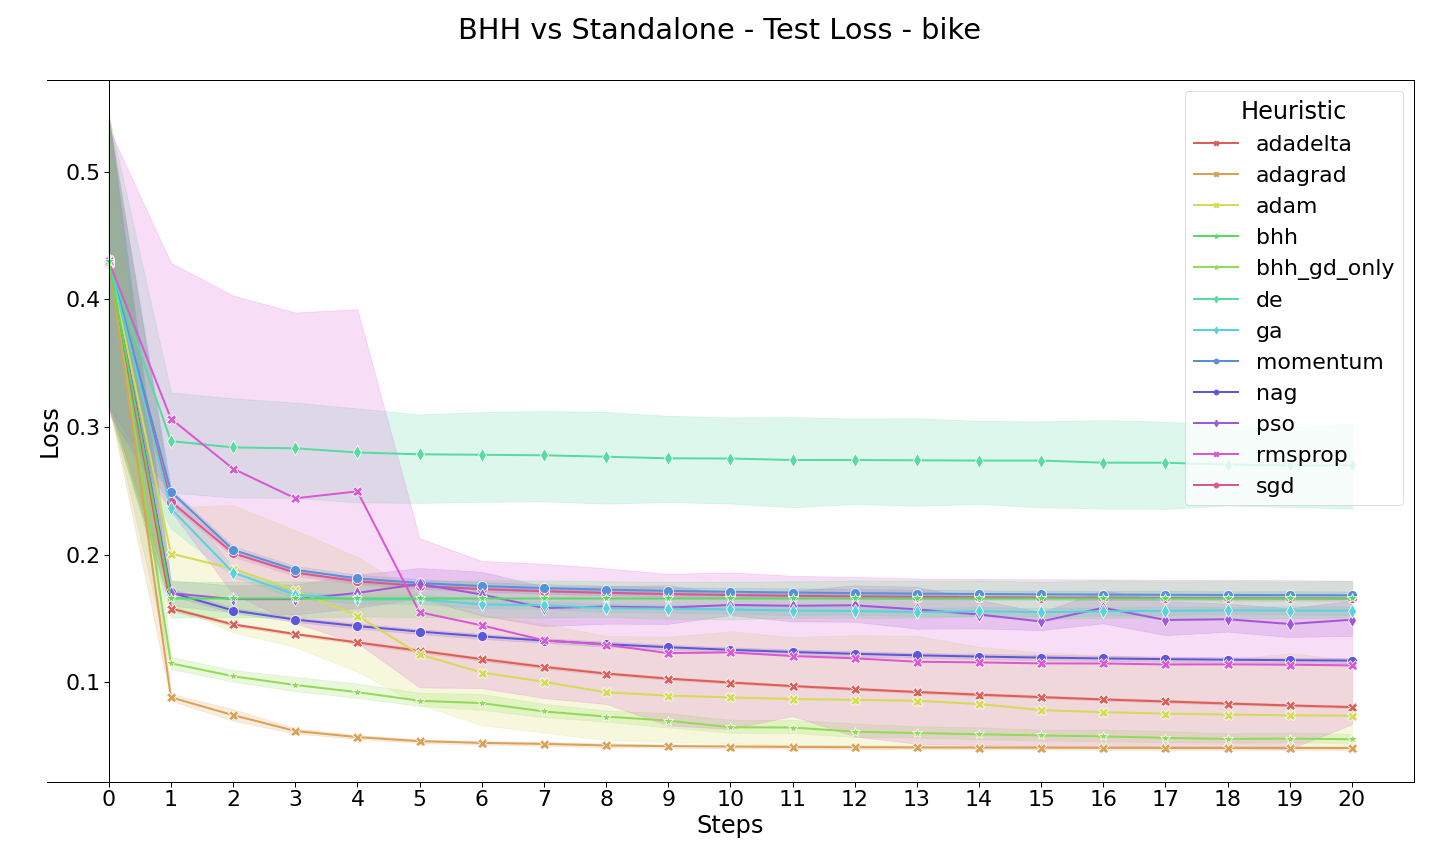 BHH vs Standalone - Test Loss - bike
Heuristic
adadelta
adagrad
adam
bhh
bhh_gd_only
de
ga
momentum
nag
pso
rmsprop
sgd
Loss
0.5
0.4
0.3
0.2
0.1
0 1 2 3 4 5 6 7 8 9 10 11 12 13 14 15 16 17 18 19 20
Steps